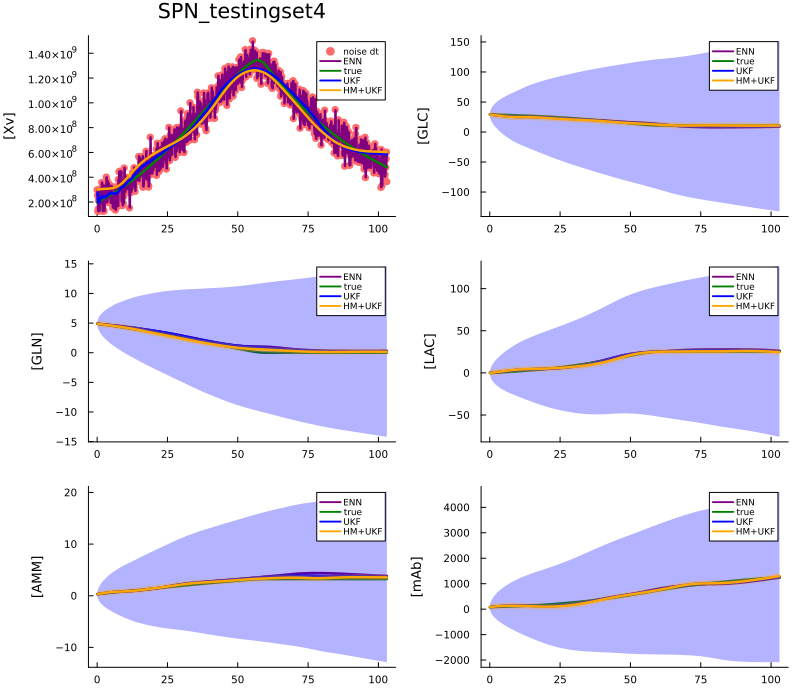 SPN_testingset4
[Xv]
1.40×10⁹
1.20×10⁹
1.00×10⁹
8.00×10⁸
6.00×10⁸
4.00×10⁸
2.00×10⁸
0 25 50 75 100
noise dt
ENN
true
UKF
HM+UKF
[GLC]
150
100
50
0
−50
−100
0 25 50 75 100
ENN
true
UKF
HM+UKF
[GLN]
15
10
5
0
−5
−10
−15
0 25 50 75 100
ENN
true
UKF
HM+UKF
[LAC]
100
50
0
−50
0 25 50 75 100
ENN
true
UKF
HM+UKF
[AMM]
20
10
0
−10
0 25 50 75 100
ENN
true
UKF
HM+UKF
[mAb]
4000
3000
2000
1000
0
−1000
−2000
0 25 50 75 100
ENN
true
UKF
HM+UKF